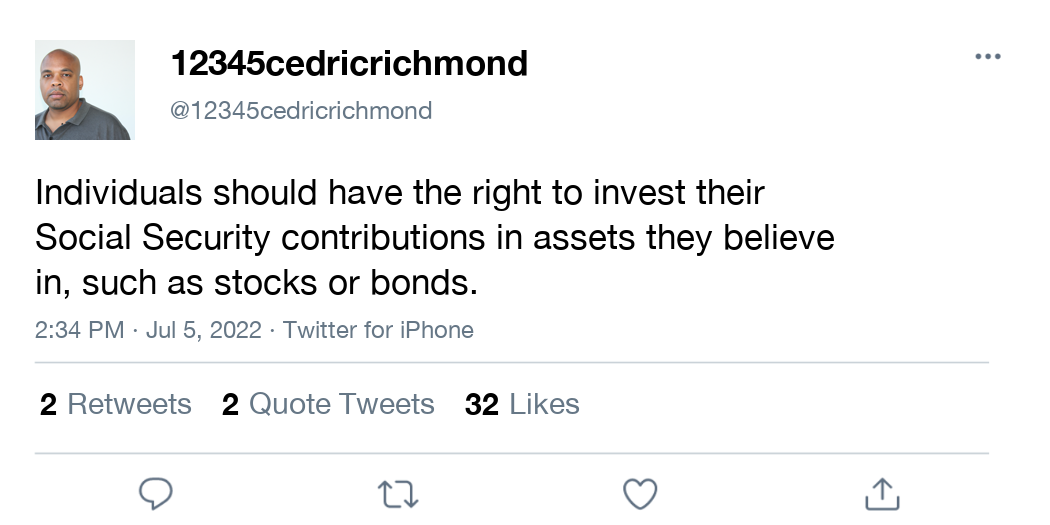 12345cedricrichmond
@12345cedricrichmond
Individuals should have the right to invest their
Social Security contributions in assets they believe
in, such as stocks or bonds.
2:34 PM · Jul 5, 2022 · Twitter for iPhone
2 Retweets 2 Quote Tweets 32 Likes